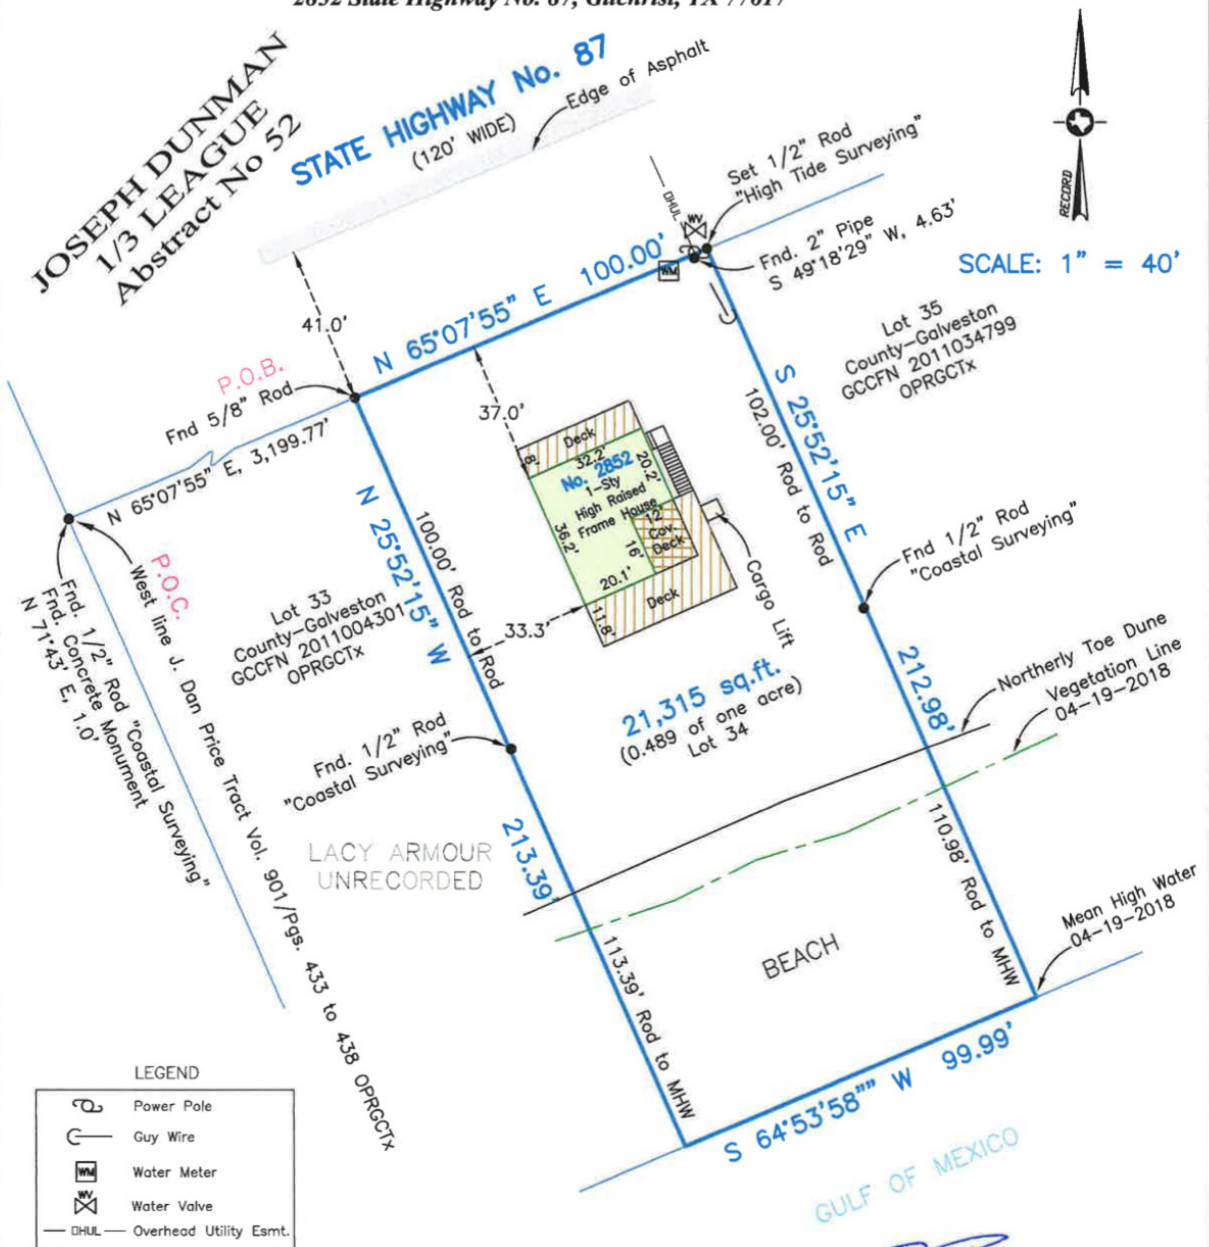 2852 State Highway No. 87, Gilchrist, TX 77617
JOSEPH DUNMAN
1/3 LEAGUE
Abstract No 52
STATE HIGHWAY No. 87
(120' WIDE)
Edge of Asphalt
RECORD
SCALE: 1" = 40'
Set 1/2" Rod
"High Tide Surveying"
OHUL
WV
WM
Fnd. 2" Pipe
S 49°18'29" W, 4.63'
N 65°07'55" E 100.00'
41.0'
P.O.B.
Fnd 5/8" Rod
N 65°07'55" E, 3,199.77'
Lot 35
County-Galveston
GCCFN 2011034799
OPRGCTx
S 25°52'15" E
212.98'
102.00' Rod to Rod
Fnd 1/2" Rod
"Coastal Surveying"
37.0'
Deck
8'
32.2'
No. 2852
1-Sty
High Raised
Frame House
20.2'
12'
Cov.
Deck
16'
36.2'
20.1'
11.8'
Deck
Cargo Lift
33.3'
N 25°52'15" W
213.39'
100.00' Rod to Rod
P.O.C.
Fnd. 1/2" Rod "Coastal Surveying"
Fnd. Concrete Monument
N 71°43' E, 1.0'
West line J. Dan Price Tract Vol. 901/Pgs. 433 to 438 OPRGCTx
Lot 33
County-Galveston
GCCFN 2011004301
OPRGCTx
Fnd. 1/2" Rod
"Coastal Surveying"
21,315 sq.ft.
(0.489 of one acre)
Lot 34
Northerly Toe Dune
Vegetation Line
04-19-2018
LACY ARMOUR
UNRECORDED
BEACH
110.98' Rod to MHW
113.39' Rod to MHW
Mean High Water
04-19-2018
S 64°53'58"" W 99.99'
GULF OF MEXICO
LEGEND
Power Pole
Guy Wire
WM Water Meter
WV Water Valve
OHUL Overhead Utility Esmt.